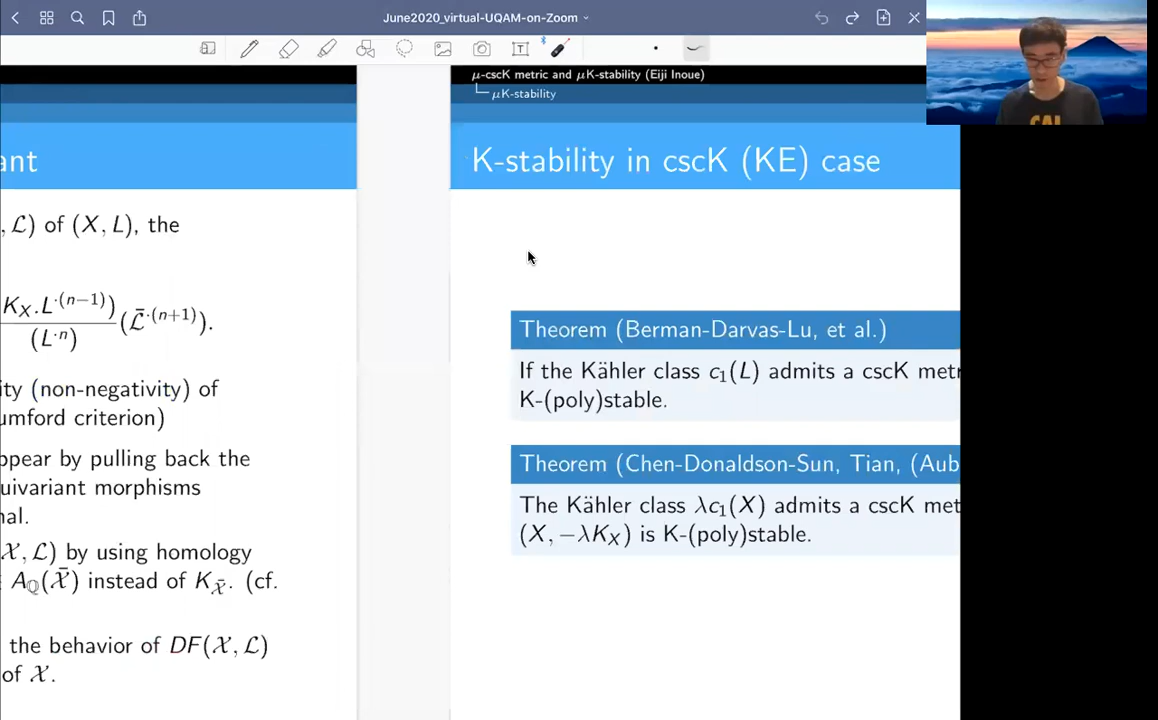 June2020_virtual-UQAM-on-Zoom
μ-cscK metric and μK-stability (Eiji Inoue)
μK-stability
ant
, ℒ) of (X, L), the
K_X.L^{·(n−1)})
(L^{·n})
(ℒ̄^{·(n+1)}).
ity (non-negativity) of
umford criterion)
ppear by pulling back the
uivariant morphisms
nal.
𝒳, ℒ) by using homology
A_ℚ(𝒳̄) instead of K_𝒳̄. (cf.
the behavior of DF(𝒳, ℒ)
of 𝒳.
K-stability in cscK (KE) case
Theorem (Berman-Darvas-Lu, et al.)
If the Kähler class c₁(L) admits a cscK metr
K-(poly)stable.
Theorem (Chen-Donaldson-Sun, Tian, (Aub
The Kähler class λc₁(X) admits a cscK met
(X, −λK_X) is K-(poly)stable.
CAL